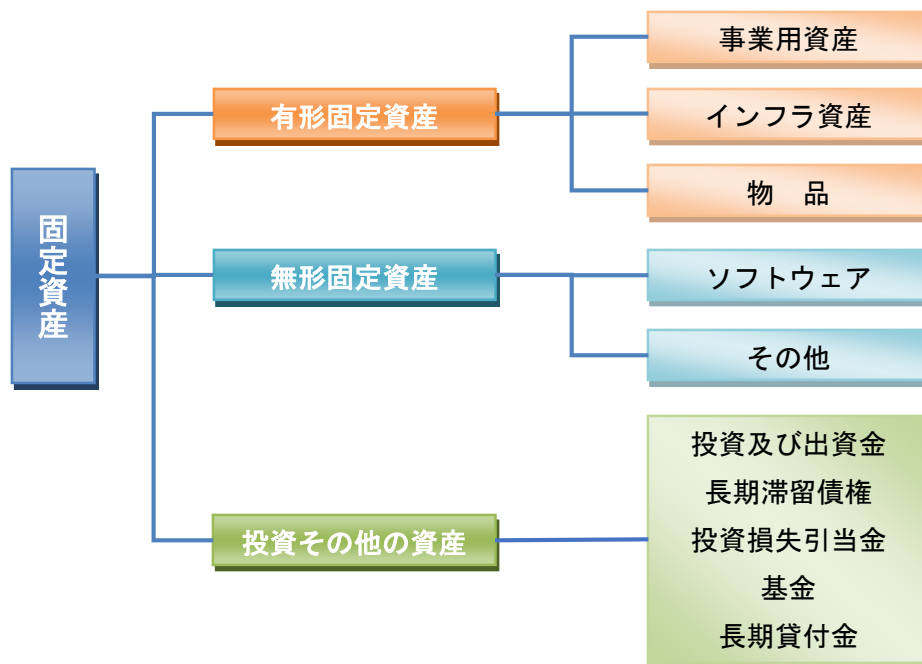 固定資産
有形固定資産
事業用資産
インフラ資産
物　品
無形固定資産
ソフトウェア
その他
投資その他の資産
投資及び出資金
長期滞留債権
投資損失引当金
基金
長期貸付金